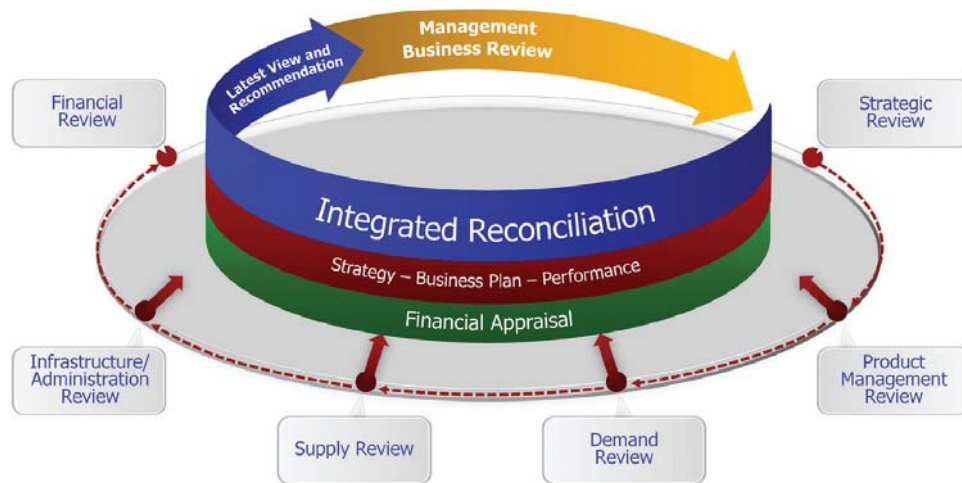 Management
Business Review
Latest View and
Recommendation
Financial
Review
Strategic
Review
Integrated Reconciliation
Strategy – Business Plan – Performance
Financial Appraisal
Infrastructure/
Administration
Review
Product
Management
Review
Supply Review
Demand
Review